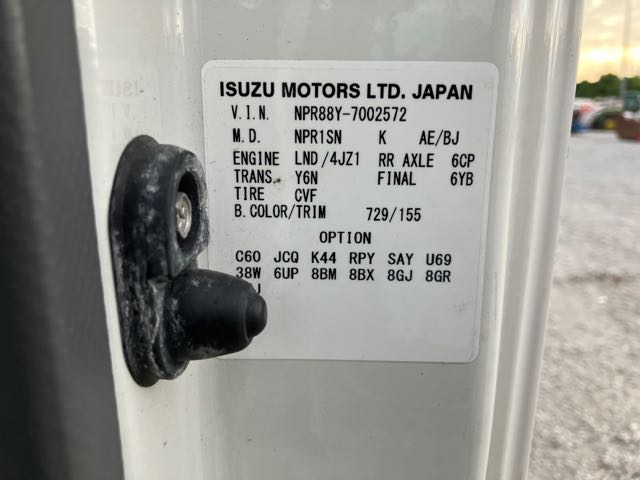 ISUZU MOTORS LTD. JAPAN
V.I.N. NPR88Y-7002572
M.D. NPR1SN K AE/BJ
ENGINE LND/4JZ1 RR AXLE 6CP
TRANS. Y6N FINAL 6YB
TIRE CVF
B.COLOR/TRIM 729/155
OPTION
C60 JCQ K44 RPY SAY U69
38W 6UP 8BM 8BX 8GJ 8GR